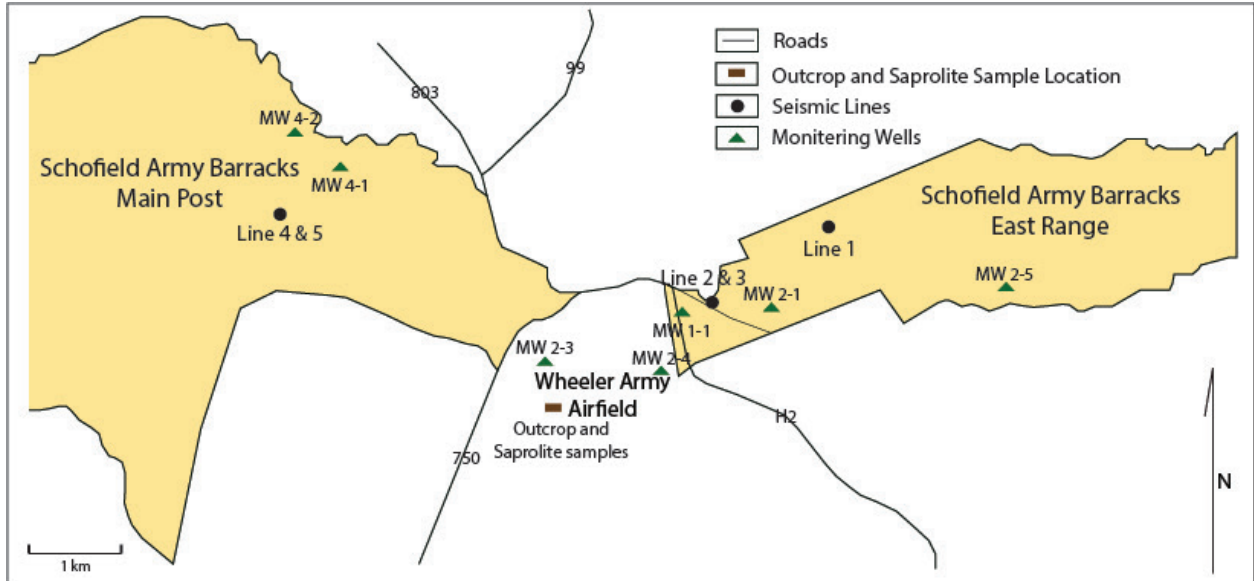 Roads
Outcrop and Saprolite Sample Location
Seismic Lines
Monitering Wells
99
803
MW 4-2
MW 4-1
Schofield Army Barracks
Main Post
Line 4 & 5
Schofield Army Barracks
East Range
Line 1
Line 2 & 3
MW 2-5
MW 2-1
MW 1-1
MW 2-3
MW 2-4
Wheeler Army
Airfield
Outcrop and
Saprolite samples
H2
750
N
1 km